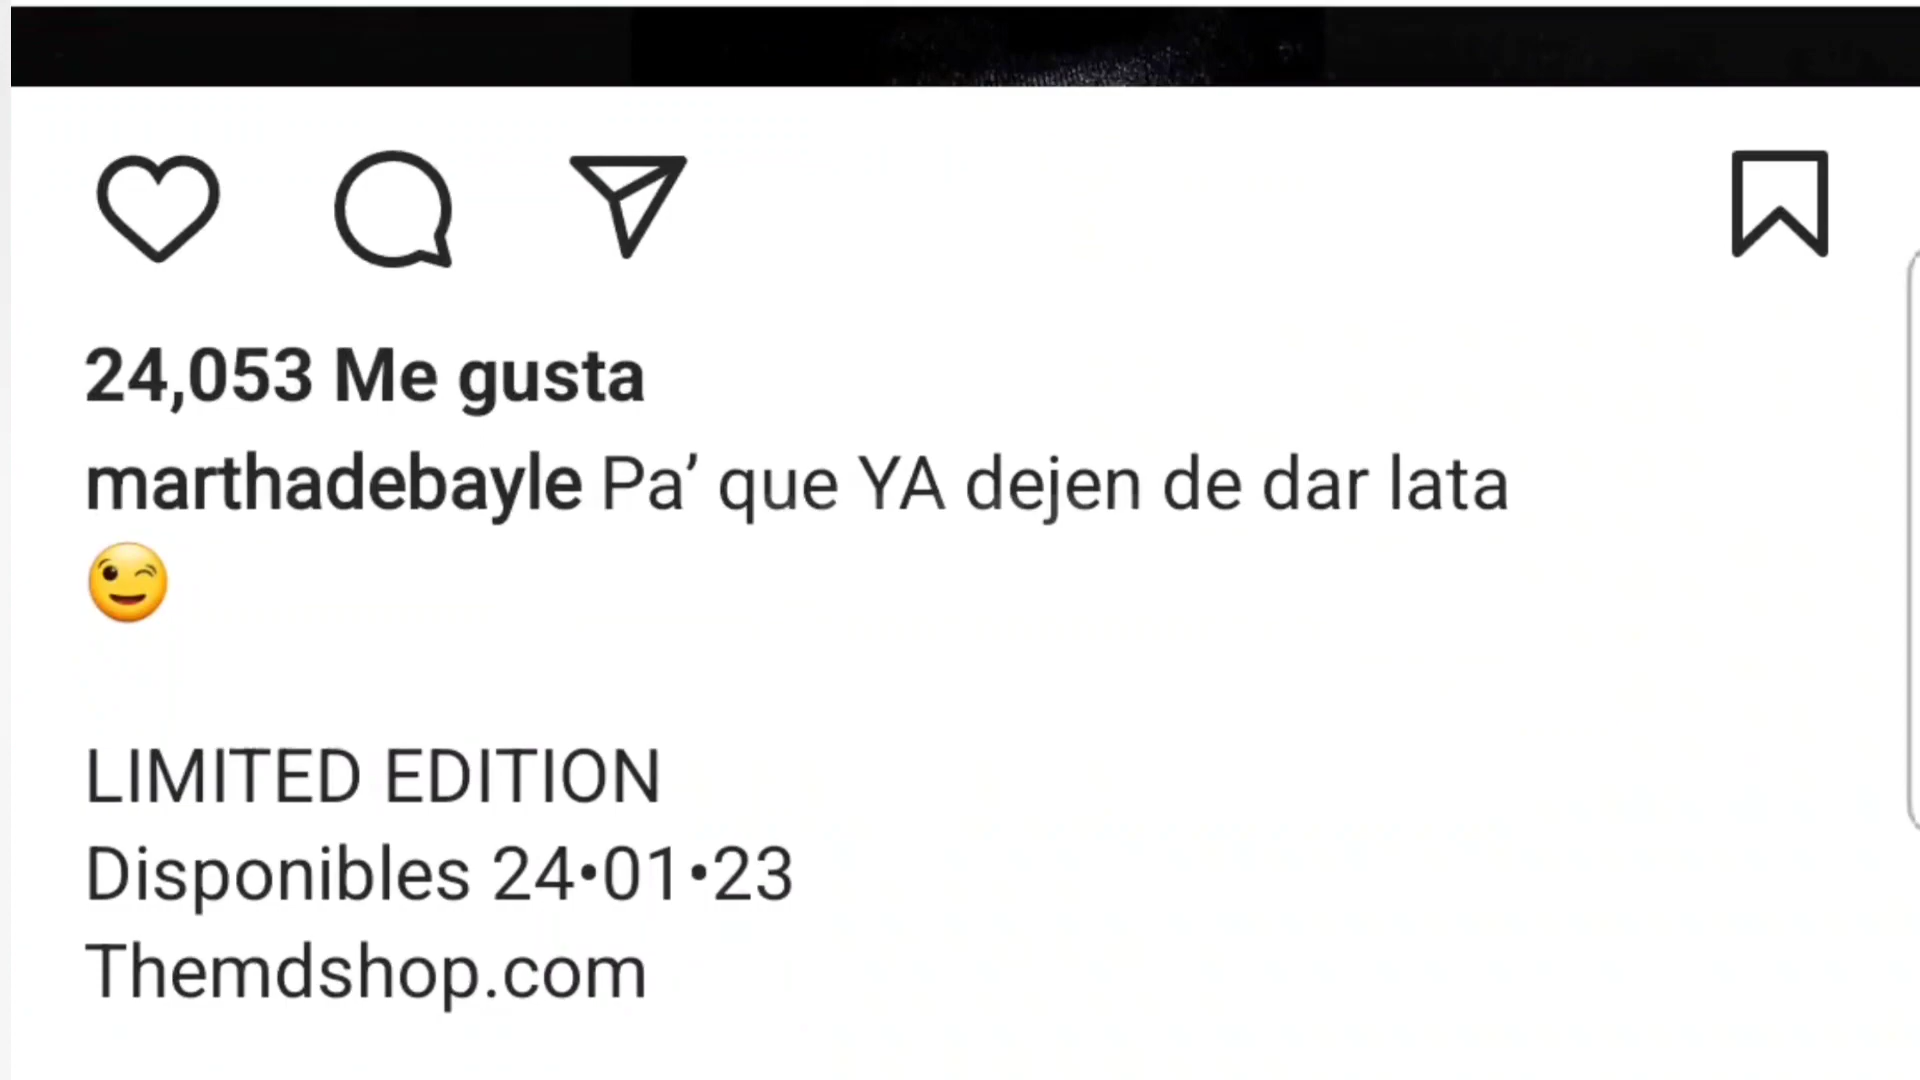 24,053 Me gusta
marthadebayle Pa’ que YA dejen de dar lata
😉
LIMITED EDITION
Disponibles 24•01•23
Themdshop.com